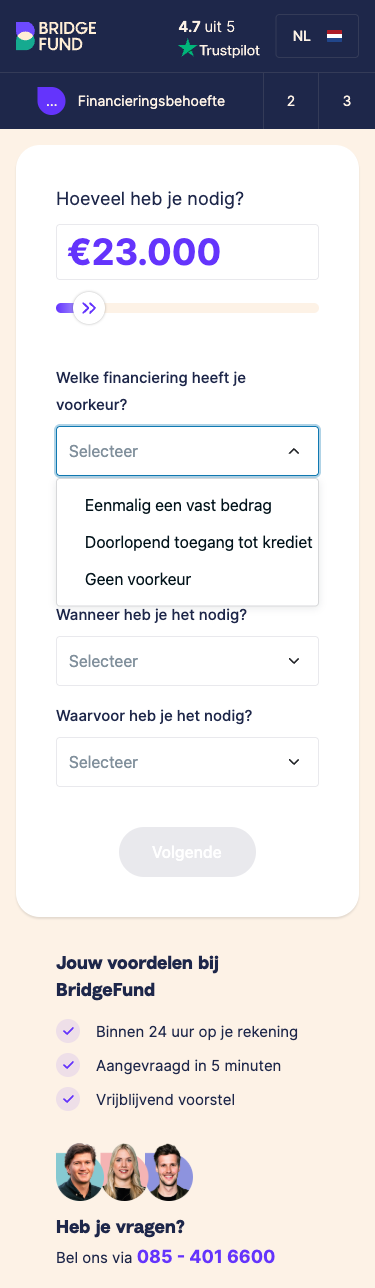 BRIDGE
FUND
4.7 uit 5
Trustpilot
NL
... Financieringsbehoefte 2 3
Hoeveel heb je nodig?
€23.000
Welke financiering heeft je
voorkeur?
Selecteer
Eenmalig een vast bedrag
Doorlopend toegang tot krediet
Geen voorkeur
Wanneer heb je het nodig?
Selecteer
Waarvoor heb je het nodig?
Selecteer
Volgende
Jouw voordelen bij
BridgeFund
Binnen 24 uur op je rekening
Aangevraagd in 5 minuten
Vrijblijvend voorstel
Heb je vragen?
Bel ons via 085 - 401 6600